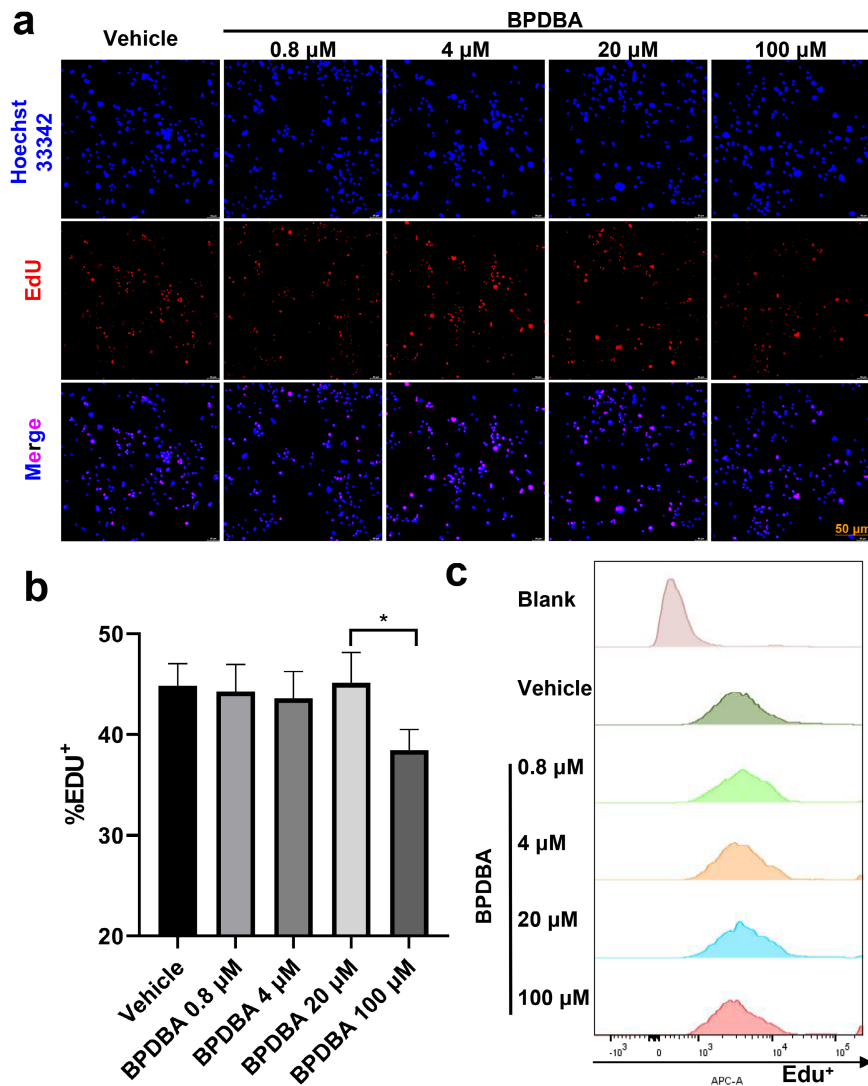 a
Vehicle
BPDBA
0.8 µM
4 µM
20 µM
100 µM
Hoechst
33342
EdU
Merge
50 µm
b
%EDU⁺
50
40
30
20
*
Vehicle
BPDBA 0.8 µM
BPDBA 4 µM
BPDBA 20 µM
BPDBA 100 µM
c
Blank
Vehicle
BPDBA
0.8 µM
4 µM
20 µM
100 µM
-10³ 0 10³ 10⁴ 10⁵
APC-A
Edu⁺